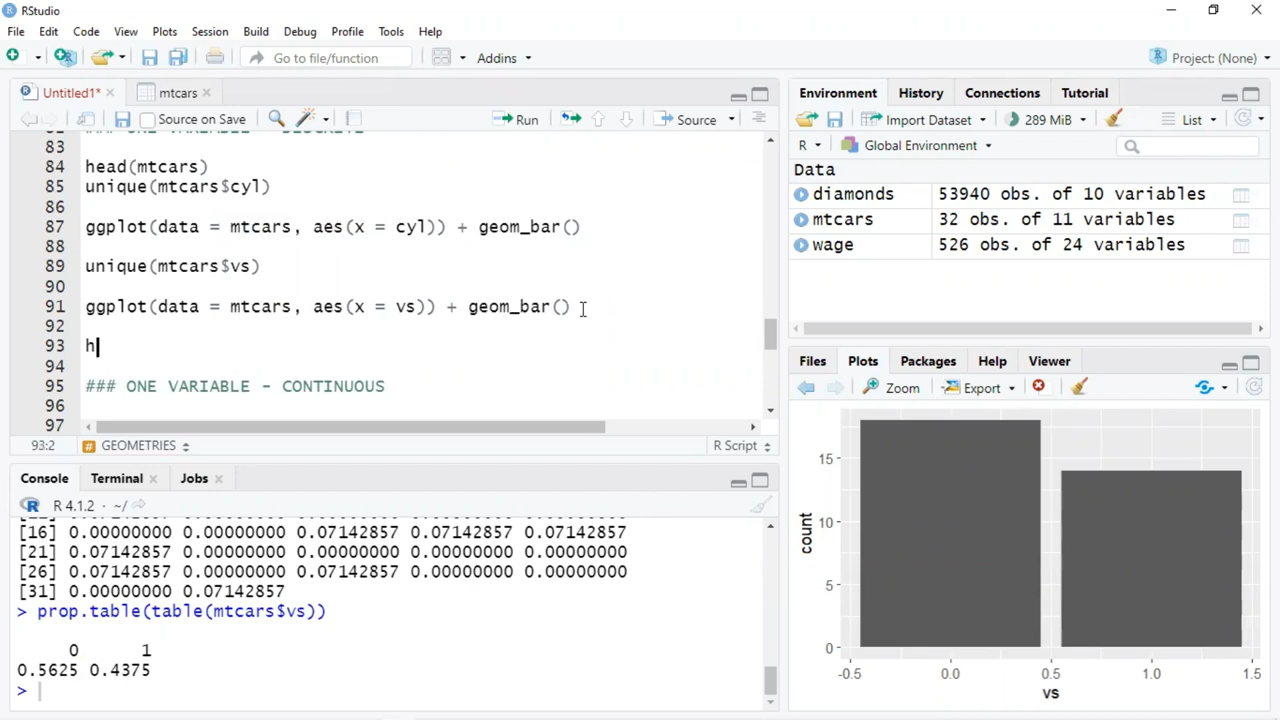 RStudio
File Edit Code View Plots Session Build Debug Profile Tools Help
Go to file/function Addins Project: (None)
Untitled1* mtcars
Source on Save Run Source
82 ### ONE VARIABLE - DISCRETE
83
84 head(mtcars)
85 unique(mtcars$cyl)
86
87 ggplot(data = mtcars, aes(x = cyl)) + geom_bar()
88
89 unique(mtcars$vs)
90
91 ggplot(data = mtcars, aes(x = vs)) + geom_bar()
92
93 h
94
95 ### ONE VARIABLE - CONTINUOUS
96
97
93:2 # GEOMETRIES R Script
Console Terminal Jobs
R R 4.1.2 · ~/
[16] 0.00000000 0.00000000 0.07142857 0.07142857 0.07142857
[21] 0.07142857 0.00000000 0.00000000 0.00000000 0.00000000
[26] 0.07142857 0.00000000 0.07142857 0.00000000 0.00000000
[31] 0.00000000 0.07142857
> prop.table(table(mtcars$vs))
0 1
0.5625 0.4375
>
Environment History Connections Tutorial
Import Dataset 289 MiB List
R Global Environment
Data
diamonds 53940 obs. of 10 variables
mtcars 32 obs. of 11 variables
wage 526 obs. of 24 variables
Files Plots Packages Help Viewer
Zoom Export
15
10
5
0
count
-0.5 0.0 0.5 1.0 1.5
vs